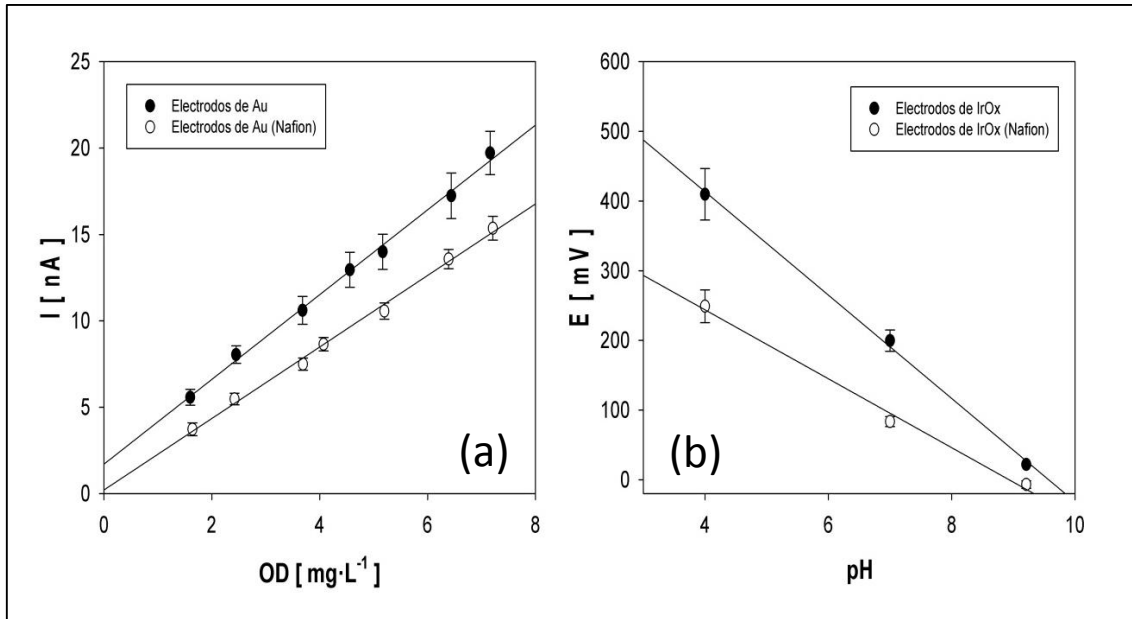 25
20
15
10
5
0
I [ nA ]
Electrodos de Au
Electrodos de Au (Nafion)
(a)
0 2 4 6 8
OD [ mg·L⁻¹ ]
600
500
400
300
200
100
0
E [ mV ]
Electrodos de IrOx
Electrodos de IrOx (Nafion)
(b)
4 6 8 10
pH